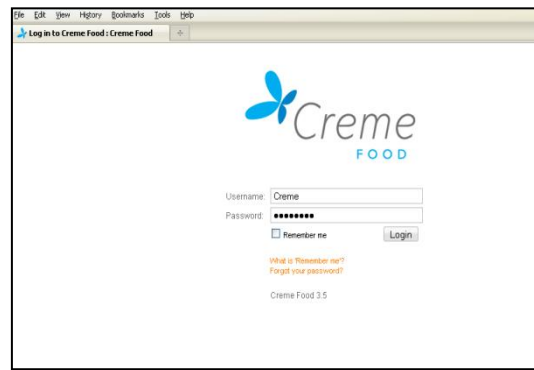 File Edit View History Bookmarks Tools Help
Log in to Creme Food : Creme Food
Creme
FOOD
Username: Creme
Password: ●●●●●●●●
Remember me Login
What is 'Remember me'?
Forgot your password?
Creme Food 3.5